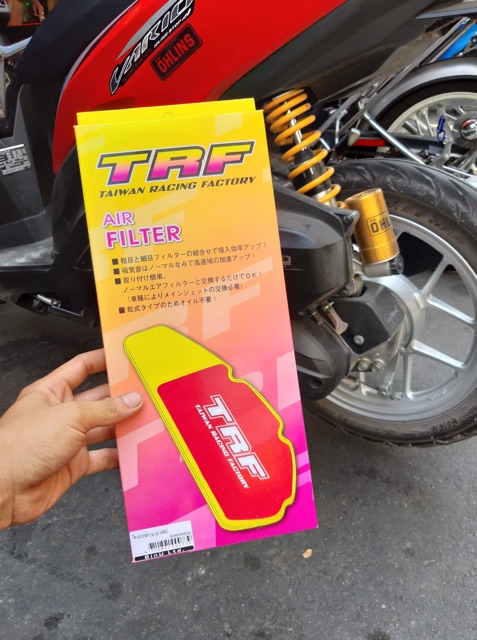 VARIO
ÖHLINS
TRF
TAIWAN RACING FACTORY
AIR
FILTER
■ 粗目と細目フィルターの組合せで吸入効率アップ!
■ 吸気音はノーマルなみで高速域の加速アップ!
■ 取り付け簡単。
ノーマルエアフィルターと交換するだけでOK!
(車種によりメインジェットの交換必要)
■ 乾式タイプのためオイル不要!
TRF
TAIWAN RACING
FACTORY
ÖHLINS